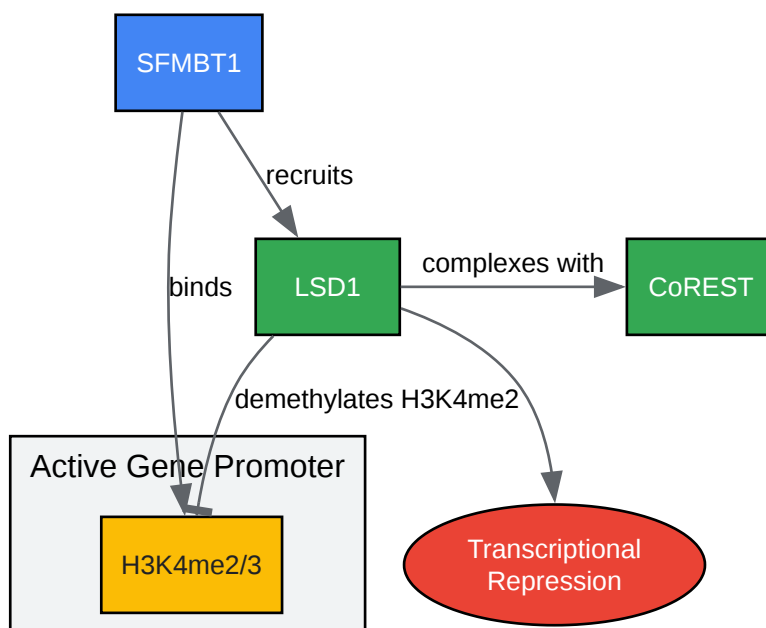 SFMBT1
recruits
binds
LSD1
complexes with
CoREST
demethylates H3K4me2
Active Gene Promoter
H3K4me2/3
Transcriptional
Repression